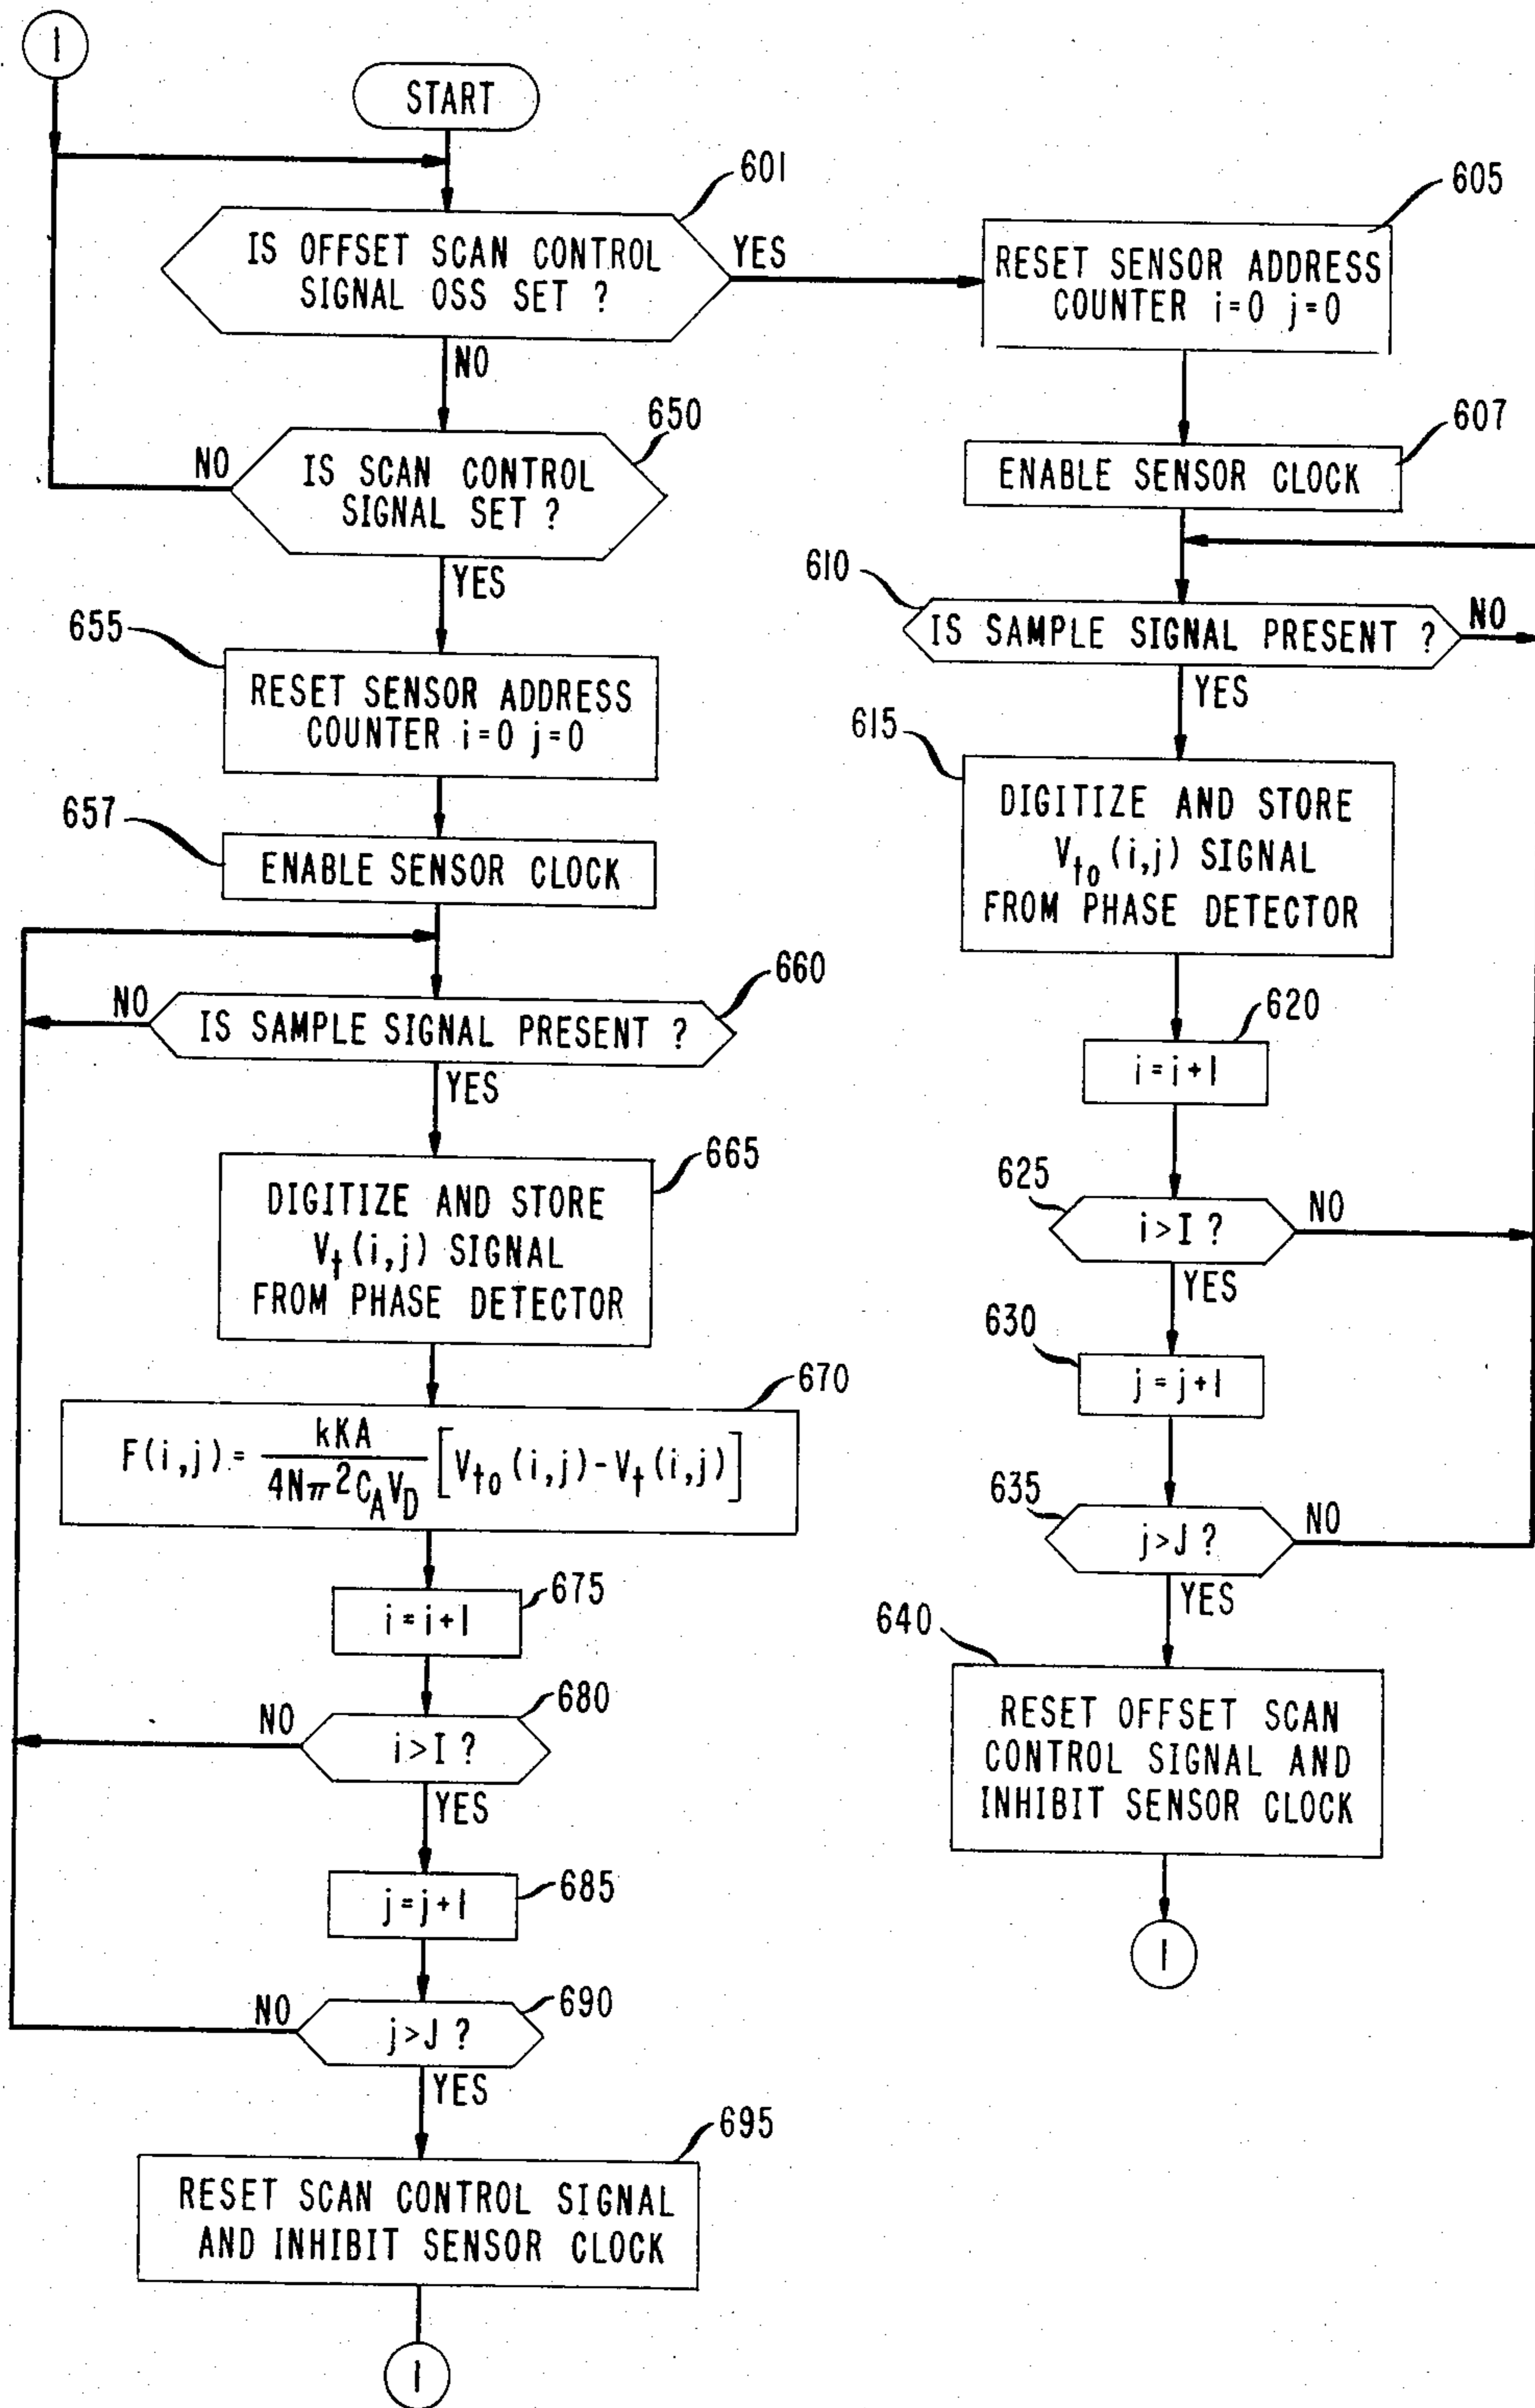 1
START
601
IS OFFSET SCAN CONTROL
SIGNAL OSS SET ?
YES
NO
650
IS SCAN CONTROL
SIGNAL SET ?
NO
YES
655
RESET SENSOR ADDRESS
COUNTER i=0 j=0
657
ENABLE SENSOR CLOCK
660
NO
IS SAMPLE SIGNAL PRESENT ?
YES
665
DIGITIZE AND STORE
Vt(i,j) SIGNAL
FROM PHASE DETECTOR
670
F(i,j) = kKA / 4Nπ²C_AV_D [Vt₀(i,j)-Vt(i,j)]
675
i=i+1
680
NO
i>I ?
YES
685
j=j+1
690
NO
j>J ?
YES
695
RESET SCAN CONTROL SIGNAL
AND INHIBIT SENSOR CLOCK
1
605
RESET SENSOR ADDRESS
COUNTER i=0 j=0
607
ENABLE SENSOR CLOCK
610
IS SAMPLE SIGNAL PRESENT ?
NO
YES
615
DIGITIZE AND STORE
Vt₀(i,j) SIGNAL
FROM PHASE DETECTOR
620
i=j+1
625
i>I ?
NO
YES
630
j=j+1
635
j>J ?
NO
YES
640
RESET OFFSET SCAN
CONTROL SIGNAL AND
INHIBIT SENSOR CLOCK
1